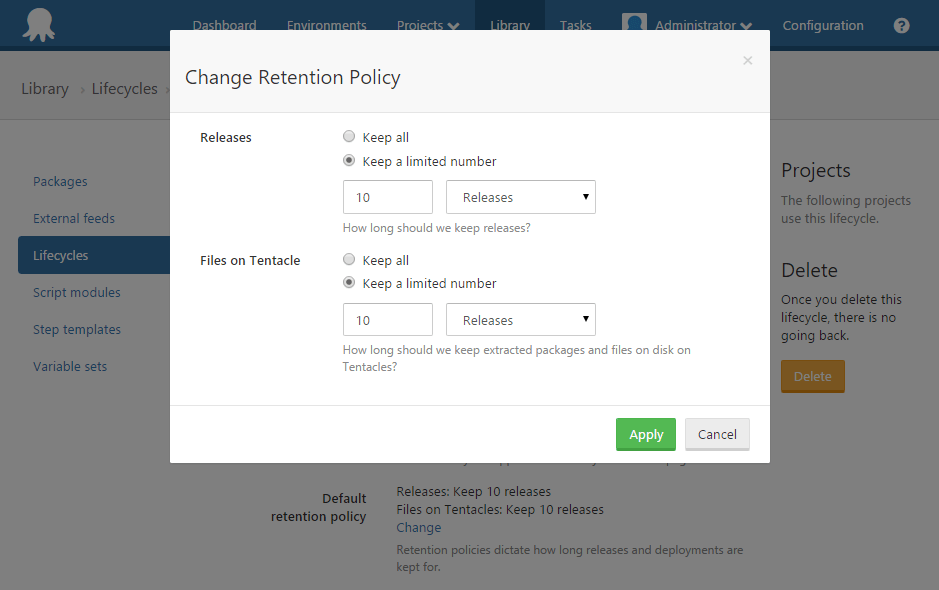 Dashboard Environments Projects Library Tasks Administrator Configuration ?
Library › Lifecycles ›
Change Retention Policy
×
Releases
Keep all
Keep a limited number
10 Releases
How long should we keep releases?
Files on Tentacle
Keep all
Keep a limited number
10 Releases
How long should we keep extracted packages and files on disk on
Tentacles?
Apply Cancel
Packages
External feeds
Lifecycles
Script modules
Step templates
Variable sets
Projects
The following projects
use this lifecycle.
Delete
Once you delete this
lifecycle, there is no
going back.
Delete
Default
retention policy
Releases: Keep 10 releases
Files on Tentacles: Keep 10 releases
Change
Retention policies dictate how long releases and deployments are
kept for.